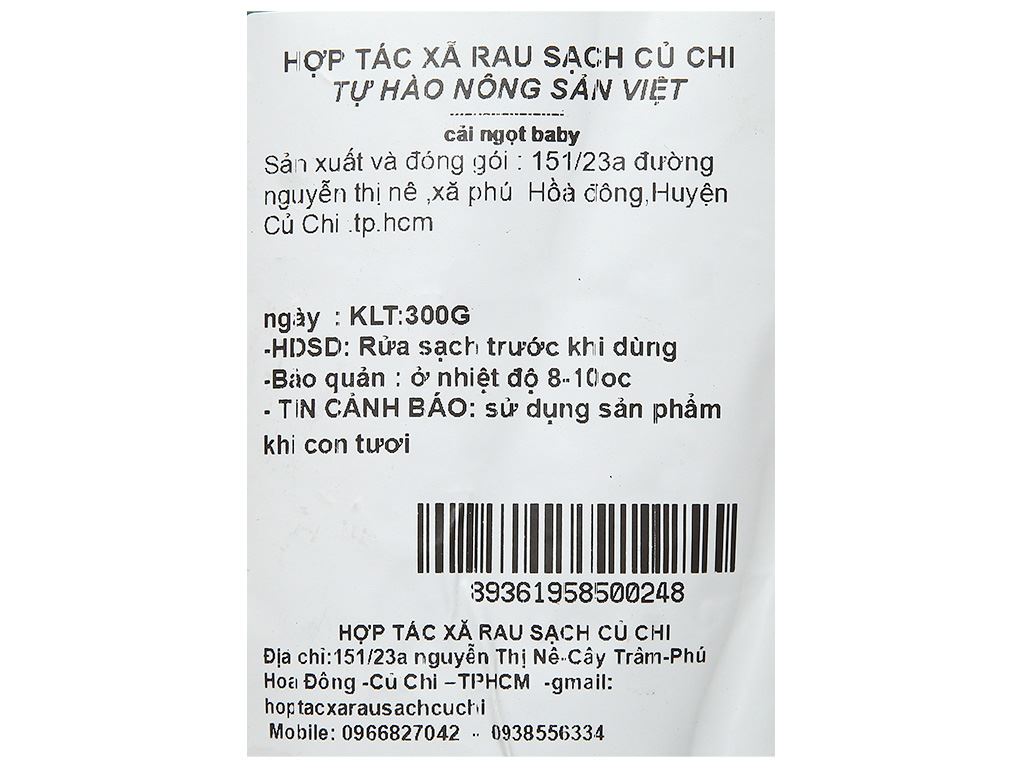 HỢP TÁC XÃ RAU SẠCH CỦ CHI
TỰ HÀO NÔNG SẢN VIỆT
cải ngọt baby
Sản xuất và đóng gói : 151/23a đường
nguyễn thị nê ,xã phú Hòà đông,Huyện
Củ Chi .tp.hcm
ngày : KLT:300G
-HDSD: Rửa sạch trước khi dùng
-Bảo quản : ở nhiệt độ 8-10oc
- TIN CẢNH BÁO: sử dụng sản phẩm
khi con tươi
89361958500248
HỢP TÁC XÃ RAU SẠCH CỦ CHI
Địa chỉ:151/23a nguyễn Thị Nê-Cây Trâm-Phú
Hoa Đông -Củ Chi –TPHCM -gmail:
hoptacxarausachcuchi
Mobile: 0966827042 - 0938556334